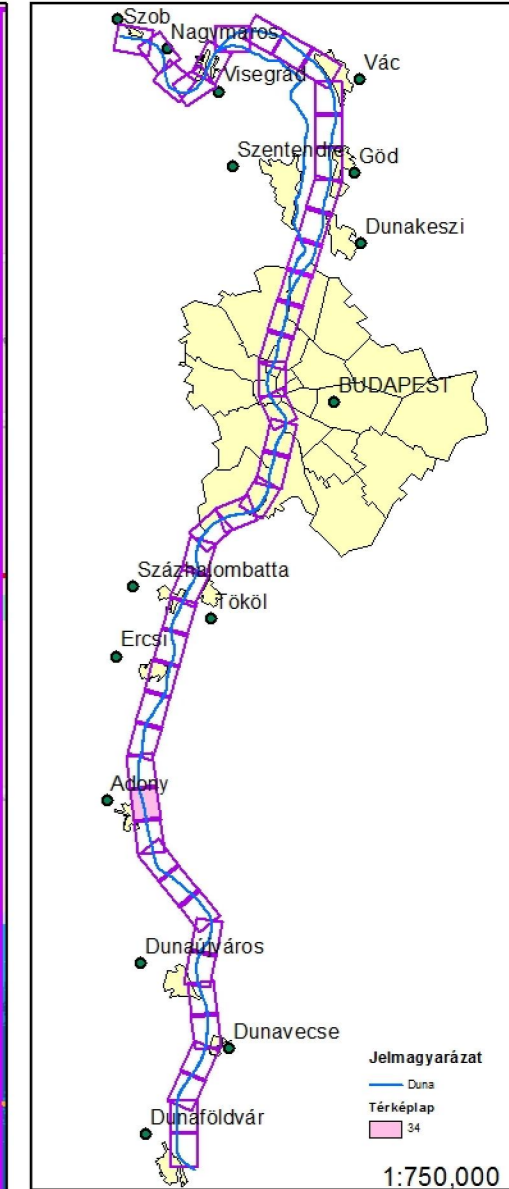 Szob
Nagymaros
Visegrád
Vác
Szentendre
Göd
Dunakeszi
BUDAPEST
Százhalombatta
Tököl
Ercsi
Adony
Dunaújváros
Dunavecse
Dunaföldvár
Jelmagyarázat
Duna
Térképlap
34
1:750,000